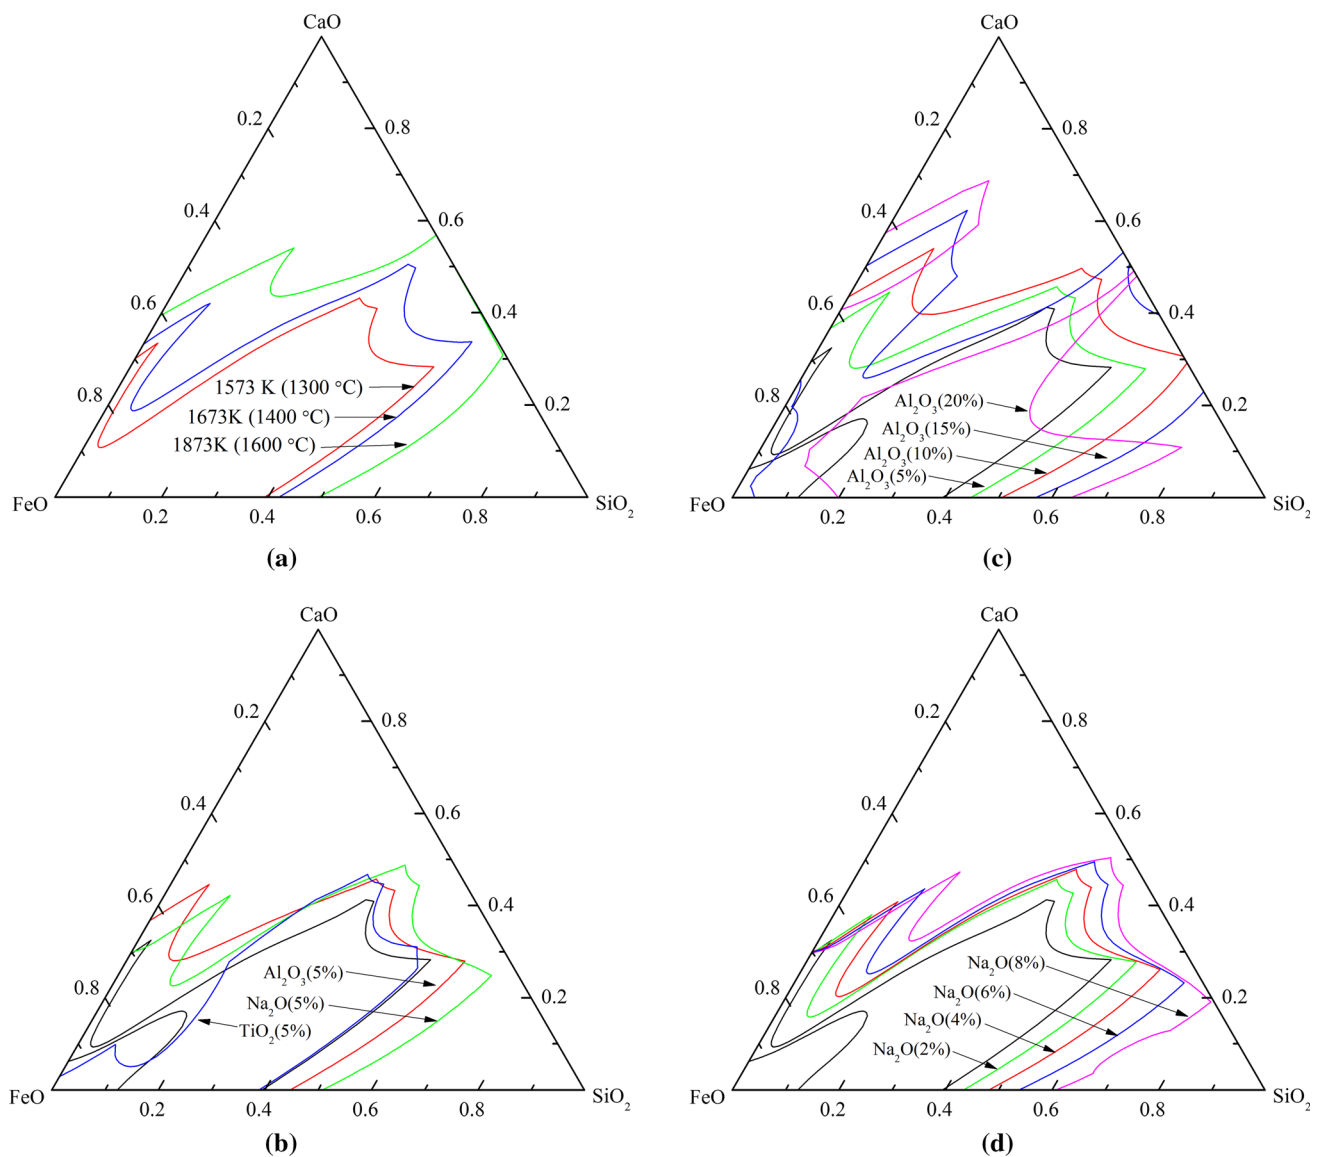 CaO
0.2
0.8
0.4
0.6
0.6
0.4
0.8
0.2
1573 K (1300 °C)
1673K (1400 °C)
1873K (1600 °C)
FeO
0.2
0.4
0.6
0.8
SiO₂
(a)
CaO
0.2
0.8
0.4
0.6
0.6
0.4
0.8
0.2
Al₂O₃(20%)
Al₂O₃(15%)
Al₂O₃(10%)
Al₂O₃(5%)
FeO
0.2
0.4
0.6
0.8
SiO₂
(c)
CaO
0.2
0.8
0.4
0.6
0.6
0.4
0.8
0.2
Al₂O₃(5%)
Na₂O(5%)
TiO₂(5%)
FeO
0.2
0.4
0.6
0.8
SiO₂
(b)
CaO
0.2
0.8
0.4
0.6
0.6
0.4
0.8
0.2
Na₂O(8%)
Na₂O(6%)
Na₂O(4%)
Na₂O(2%)
FeO
0.2
0.4
0.6
0.8
SiO₂
(d)